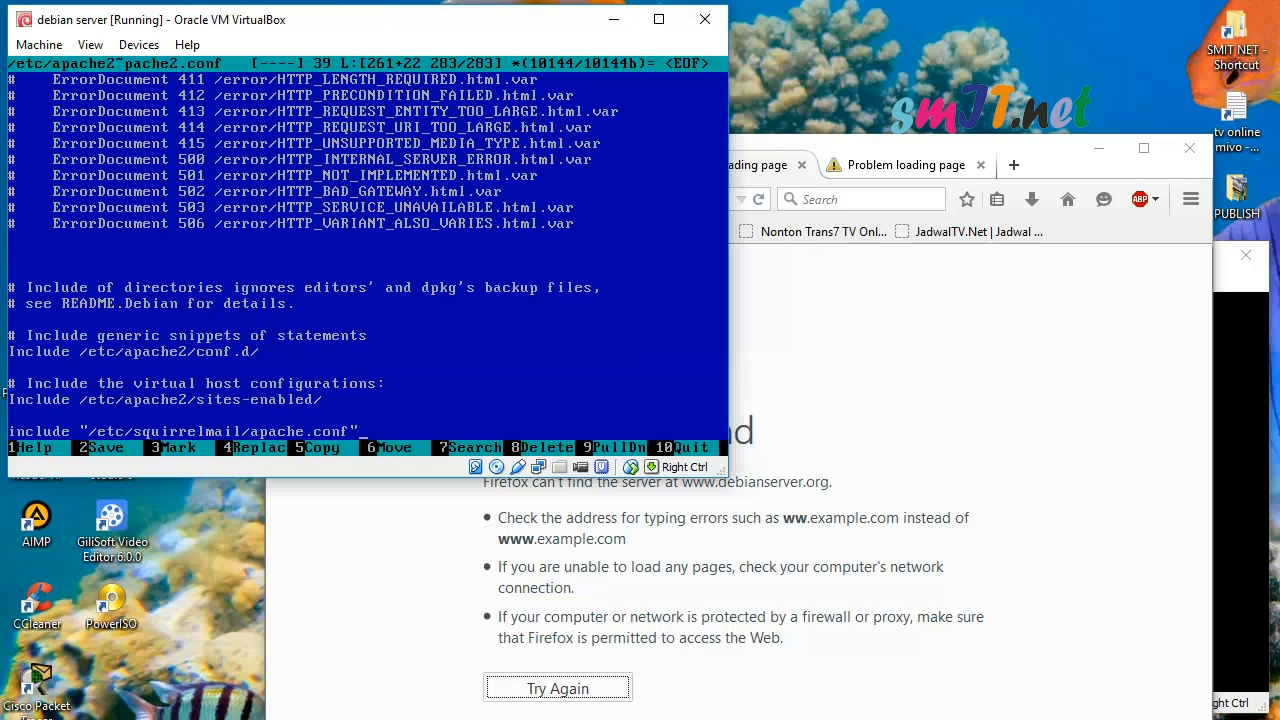 debian server [Running] - Oracle VM VirtualBox
Machine View Devices Help
/etc/apache2~pache2.conf [----] 39 L:[261+22 283/283] *(10144/10144b)= <EOF>
# ErrorDocument 411 /error/HTTP_LENGTH_REQUIRED.html.var
# ErrorDocument 412 /error/HTTP_PRECONDITION_FAILED.html.var
# ErrorDocument 413 /error/HTTP_REQUEST_ENTITY_TOO_LARGE.html.var
# ErrorDocument 414 /error/HTTP_REQUEST_URI_TOO_LARGE.html.var
# ErrorDocument 415 /error/HTTP_UNSUPPORTED_MEDIA_TYPE.html.var
# ErrorDocument 500 /error/HTTP_INTERNAL_SERVER_ERROR.html.var
# ErrorDocument 501 /error/HTTP_NOT_IMPLEMENTED.html.var
# ErrorDocument 502 /error/HTTP_BAD_GATEWAY.html.var
# ErrorDocument 503 /error/HTTP_SERVICE_UNAVAILABLE.html.var
# ErrorDocument 506 /error/HTTP_VARIANT_ALSO_VARIES.html.var
# Include of directories ignores editors' and dpkg's backup files,
# see README.Debian for details.
# Include generic snippets of statements
Include /etc/apache2/conf.d/
# Include the virtual host configurations:
Include /etc/apache2/sites-enabled/
include "/etc/squirrelmail/apache.conf"
1Help 2Save 3Mark 4Replac 5Copy 6Move 7Search 8Delete 9PullDn 10Quit
Right Ctrl
smIT.net
SMIT NET -
Shortcut
tv online
mivo -...
PUBLISH
ading page
Problem loading page
Search
ABP
Nonton Trans7 TV Onl...
JadwalTV.Net | Jadwal ...
nd
Firefox can't find the server at www.debianserver.org.
Check the address for typing errors such as ww.example.com instead of
www.example.com
If you are unable to load any pages, check your computer's network
connection.
If your computer or network is protected by a firewall or proxy, make sure
that Firefox is permitted to access the Web.
Try Again
AIMP
GiliSoft Video
Editor 6.0.0
CCleaner
PowerISO
Cisco Packet
ght Ctrl